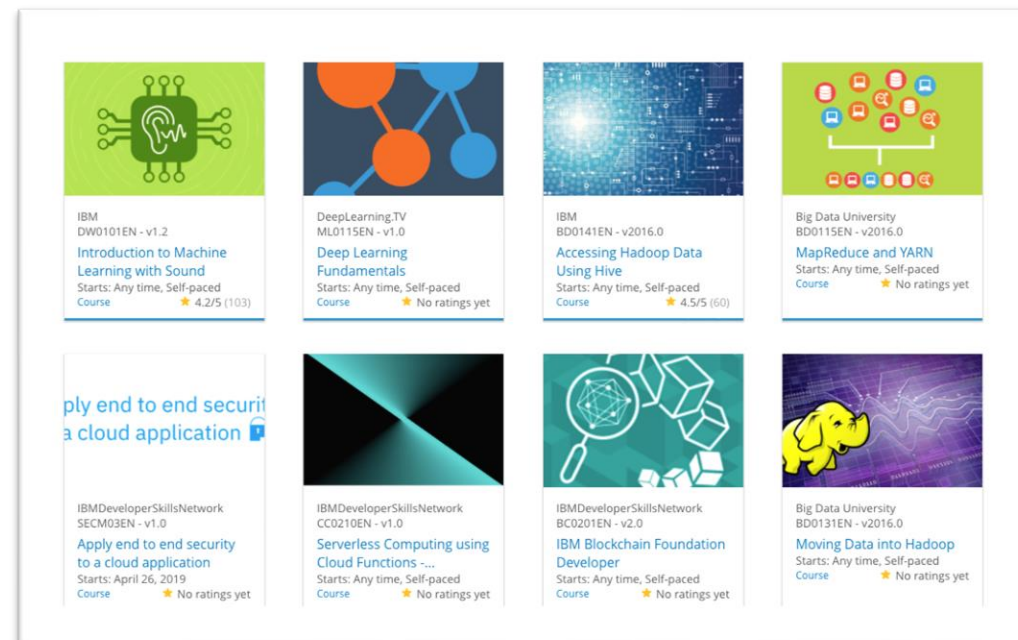 IBM
DW0101EN - v1.2
Introduction to Machine
Learning with Sound
Starts: Any time, Self-paced
Course 4.2/5 (103)
DeepLearning.TV
ML0115EN - v1.0
Deep Learning
Fundamentals
Starts: Any time, Self-paced
Course No ratings yet
IBM
BD0141EN - v2016.0
Accessing Hadoop Data
Using Hive
Starts: Any time, Self-paced
Course 4.5/5 (60)
Big Data University
BD0115EN - v2016.0
MapReduce and YARN
Starts: Any time, Self-paced
Course No ratings yet
ply end to end securit
a cloud application
IBMDeveloperSkillsNetwork
SECM03EN - v1.0
Apply end to end security
to a cloud application
Starts: April 26, 2019
Course No ratings yet
IBMDeveloperSkillsNetwork
CC0210EN - v1.0
Serverless Computing using
Cloud Functions -...
Starts: Any time, Self-paced
Course No ratings yet
IBMDeveloperSkillsNetwork
BC0201EN - v2.0
IBM Blockchain Foundation
Developer
Starts: Any time, Self-paced
Course No ratings yet
Big Data University
BD0131EN - v2016.0
Moving Data into Hadoop
Starts: Any time, Self-paced
Course No ratings yet